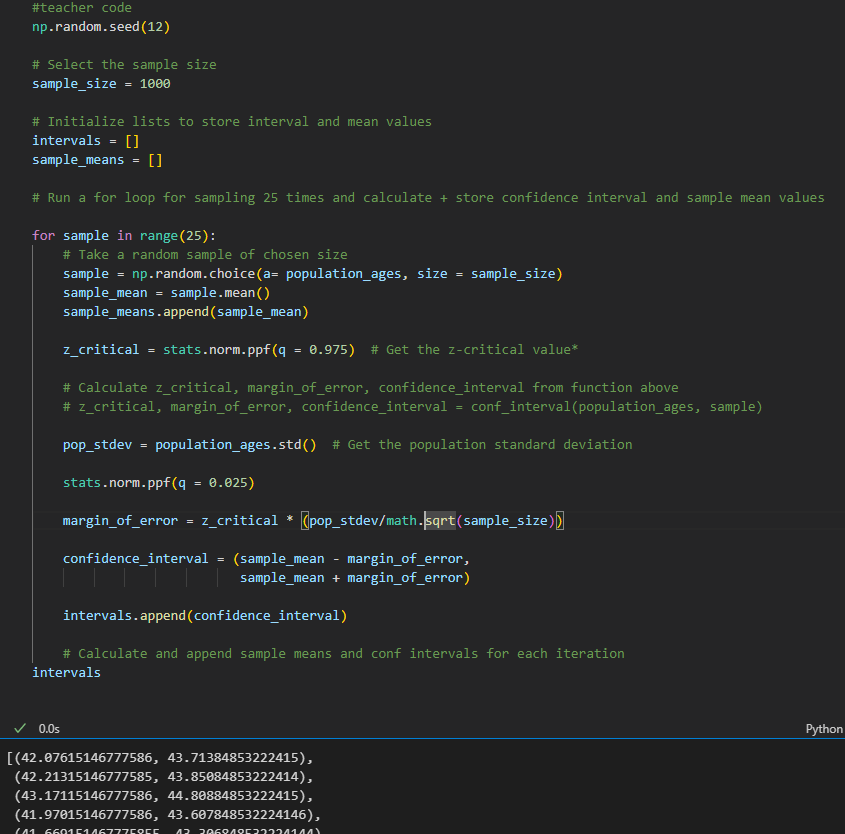 #teacher code
np.random.seed(12)
# Select the sample size
sample_size = 1000
# Initialize lists to store interval and mean values
intervals = []
sample_means = []
# Run a for loop for sampling 25 times and calculate + store confidence interval and sample mean values
for sample in range(25):
# Take a random sample of chosen size
sample = np.random.choice(a= population_ages, size = sample_size)
sample_mean = sample.mean()
sample_means.append(sample_mean)
z_critical = stats.norm.ppf(q = 0.975)  # Get the z-critical value*
# Calculate z_critical, margin_of_error, confidence_interval from function above
# z_critical, margin_of_error, confidence_interval = conf_interval(population_ages, sample)
pop_stdev = population_ages.std()  # Get the population standard deviation
stats.norm.ppf(q = 0.025)
margin_of_error = z_critical * (pop_stdev/math.sqrt(sample_size))
confidence_interval = (sample_mean - margin_of_error,
sample_mean + margin_of_error)
intervals.append(confidence_interval)
# Calculate and append sample means and conf intervals for each iteration
intervals
0.0s
Python
[(42.07615146777586, 43.71384853222415),
(42.21315146777585, 43.85084853222414),
(43.17115146777586, 44.80884853222415),
(41.97015146777586, 43.607848532224146),
(41.669151467775855, 43.306848532224144)